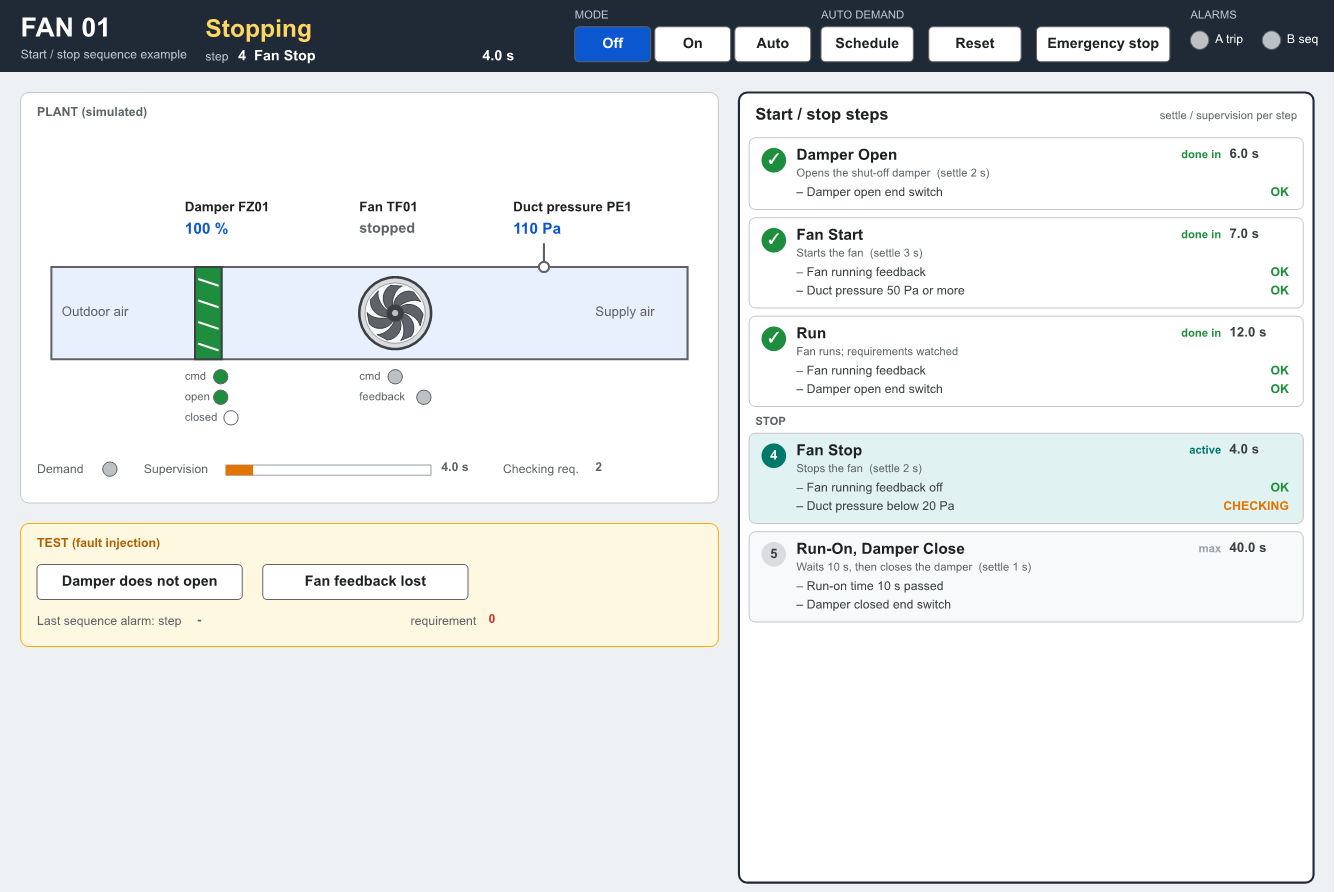 FAN 01
Start / stop sequence example
Stopping
step 4 Fan Stop 4.0 s
MODE
Off On Auto
AUTO DEMAND
Schedule Reset Emergency stop
ALARMS
A trip B seq
PLANT (simulated)
Damper FZ01
100 %
Fan TF01
stopped
Duct pressure PE1
110 Pa
Outdoor air
Supply air
cmd
open
closed
cmd
feedback
Demand Supervision 4.0 s Checking req. 2
TEST (fault injection)
Damper does not open Fan feedback lost
Last sequence alarm: step - requirement 0
Start / stop steps settle / supervision per step
✓ Damper Open done in 6.0 s
Opens the shut-off damper (settle 2 s)
– Damper open end switch OK
✓ Fan Start done in 7.0 s
Starts the fan (settle 3 s)
– Fan running feedback OK
– Duct pressure 50 Pa or more OK
✓ Run done in 12.0 s
Fan runs; requirements watched
– Fan running feedback OK
– Damper open end switch OK
STOP
4 Fan Stop active 4.0 s
Stops the fan (settle 2 s)
– Fan running feedback off OK
– Duct pressure below 20 Pa CHECKING
5 Run-On, Damper Close max 40.0 s
Waits 10 s, then closes the damper (settle 1 s)
– Run-on time 10 s passed
– Damper closed end switch